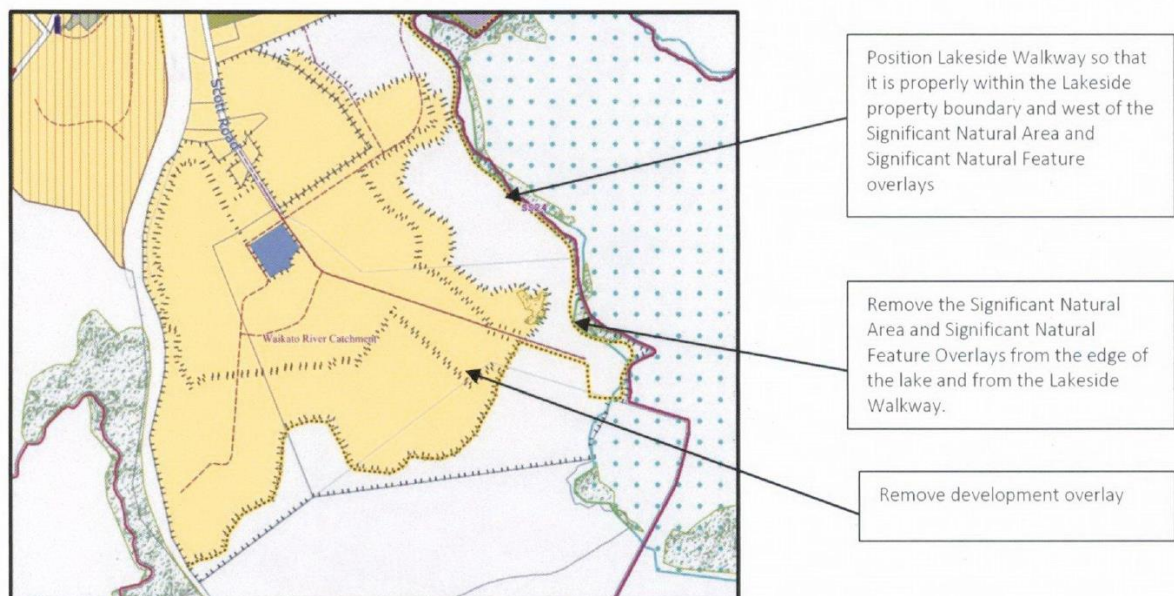 Scott Road
Waikato River Catchment
Position Lakeside Walkway so that
it is properly within the Lakeside
property boundary and west of the
Significant Natural Area and
Significant Natural Feature
overlays
Remove the Significant Natural
Area and Significant Natural
Feature Overlays from the edge of
the lake and from the Lakeside
Walkway.
Remove development overlay